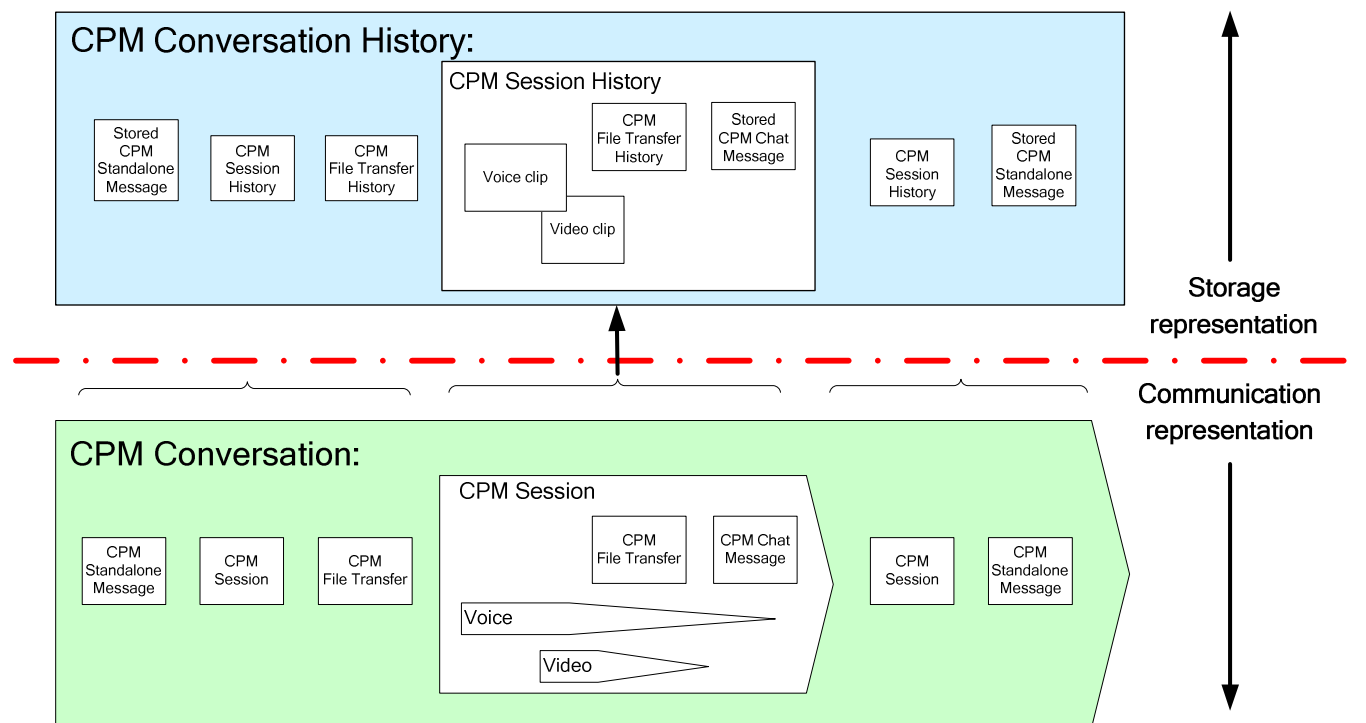 CPM Conversation History:
CPM Session History
Stored
CPM
Standalone
Message
CPM
Session
History
CPM
File Transfer
History
Voice clip
Video clip
CPM
File Transfer
History
Stored
CPM Chat
Message
CPM
Session
History
Stored
CPM
Standalone
Message
Storage
representation
Communication
representation
CPM Conversation:
CPM Session
CPM
Standalone
Message
CPM
Session
CPM
File Transfer
CPM
File Transfer
CPM Chat
Message
Voice
Video
CPM
Session
CPM
Standalone
Message